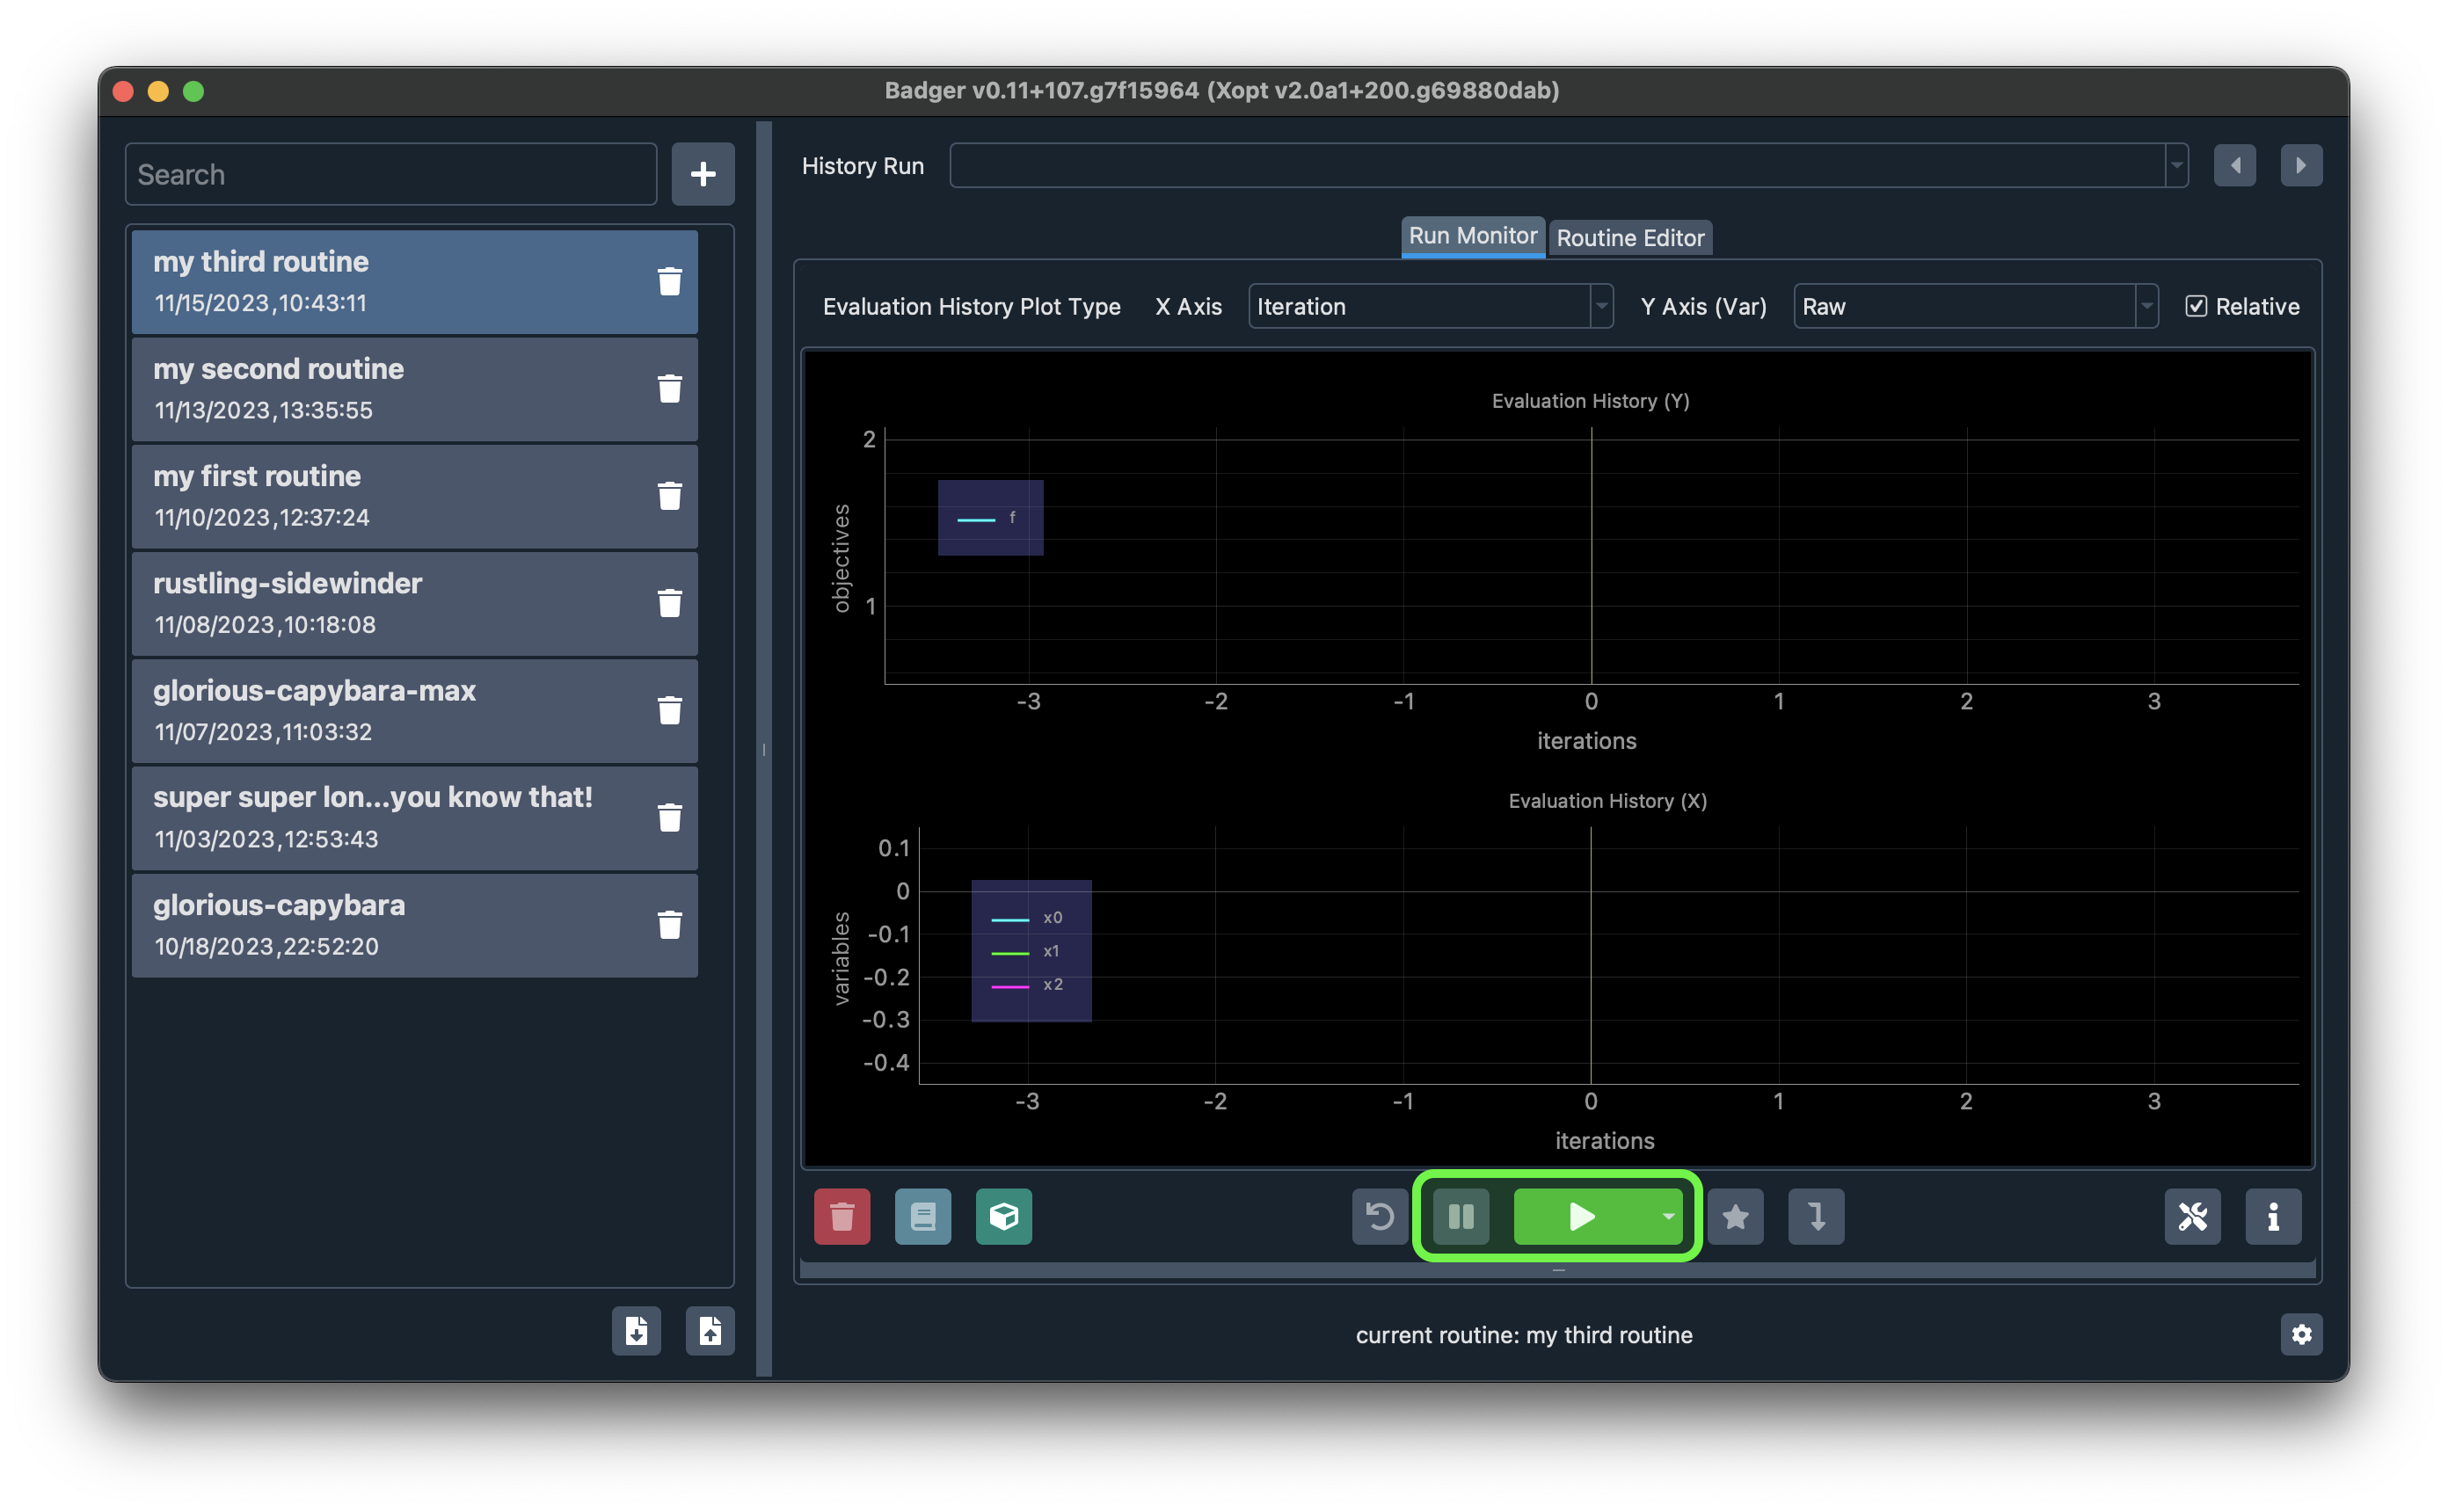 Badger v0.11+107.g7f15964 (Xopt v2.0a1+200.g69880dab)
Search
my third routine
11/15/2023,10:43:11
my second routine
11/13/2023,13:35:55
my first routine
11/10/2023,12:37:24
rustling-sidewinder
11/08/2023,10:18:08
glorious-capybara-max
11/07/2023,11:03:32
super super lon...you know that!
11/03/2023,12:53:43
glorious-capybara
10/18/2023,22:52:20
History Run
Run Monitor Routine Editor
Evaluation History Plot Type X Axis Iteration Y Axis (Var) Raw Relative
Evaluation History (Y)
objectives
2
1
f
-3 -2 -1 0 1 2 3
iterations
Evaluation History (X)
variables
0.1
0
-0.1
-0.2
-0.3
-0.4
x0
x1
x2
-3 -2 -1 0 1 2 3
iterations
current routine: my third routine